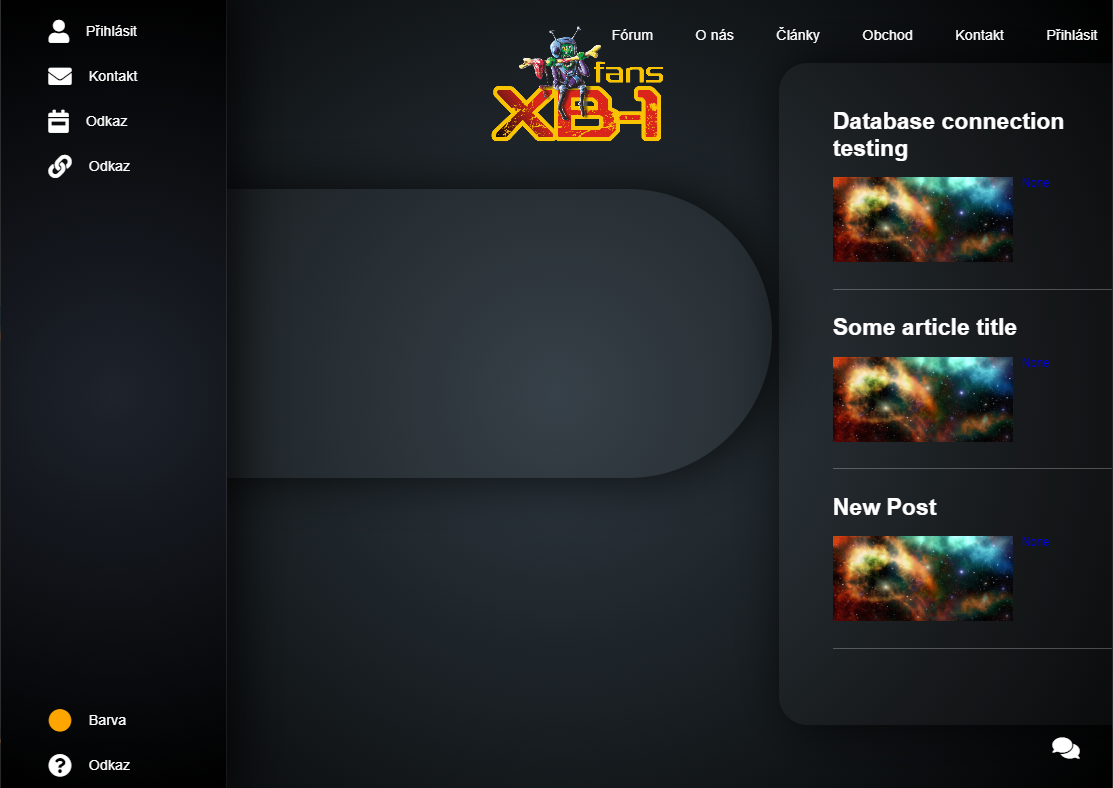 Přihlásit
Kontakt
Odkaz
Odkaz
Barva
Odkaz
fans
XB-1
Fórum
O nás
Články
Obchod
Kontakt
Přihlásit
Database connection
testing
None
Some article title
None
New Post
None